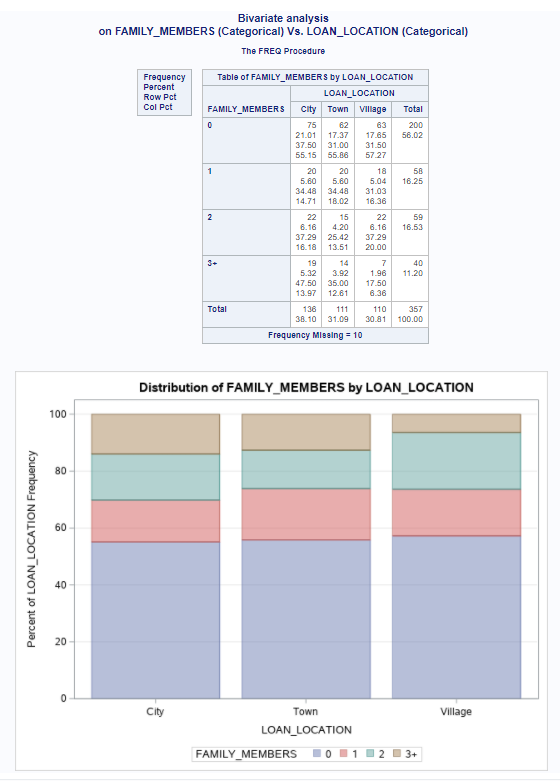 Bivariate analysis
on FAMILY_MEMBERS (Categorical) Vs. LOAN_LOCATION (Categorical)
The FREQ Procedure
Frequency
Percent
Row Pct
Col Pct
Table of FAMILY_MEMBERS by LOAN_LOCATION
LOAN_LOCATION
FAMILY_MEMBERS City Town Village Total
0 75 62 63 200
21.01 17.37 17.65 56.02
37.50 31.00 31.50
55.15 55.86 57.27
1 20 20 18 58
5.60 5.60 5.04 16.25
34.48 34.48 31.03
14.71 18.02 16.36
2 22 15 22 59
6.16 4.20 6.16 16.53
37.29 25.42 37.29
16.18 13.51 20.00
3+ 19 14 7 40
5.32 3.92 1.96 11.20
47.50 35.00 17.50
13.97 12.61 6.36
Total 136 111 110 357
38.10 31.09 30.81 100.00
Frequency Missing = 10
Distribution of FAMILY_MEMBERS by LOAN_LOCATION
Percent of LOAN_LOCATION Frequency
100
80
60
40
20
0
City Town Village
LOAN_LOCATION
FAMILY_MEMBERS 0 1 2 3+